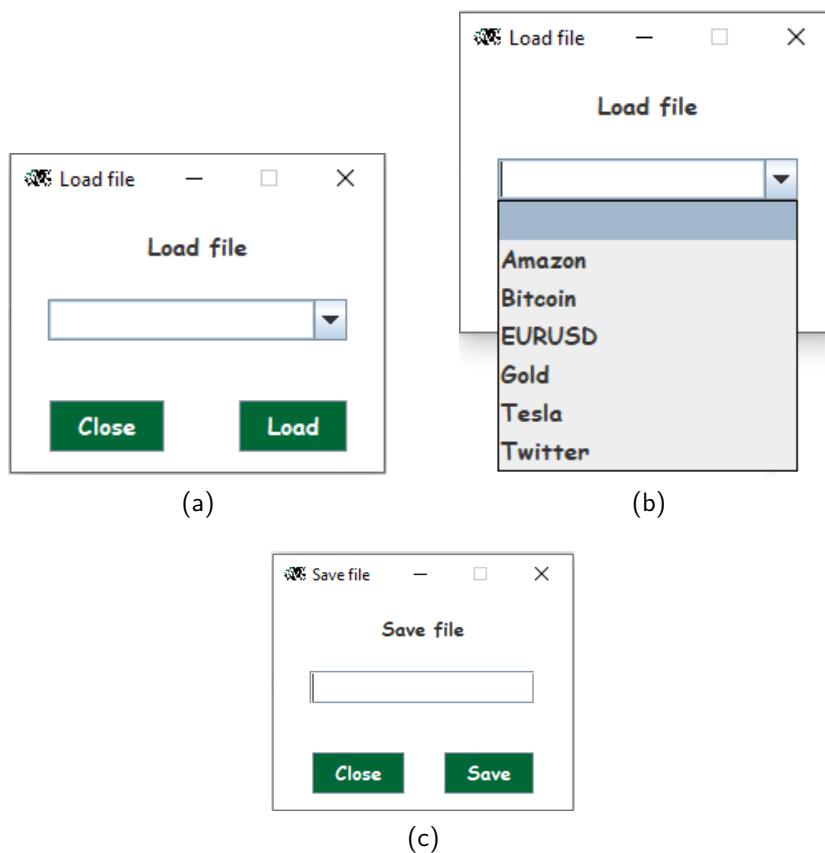 Load file
Load file
Close
Load
(a)
Load file
Load file
Amazon
Bitcoin
EURUSD
Gold
Tesla
Twitter
(b)
Save file
Save file
Close
Save
(c)